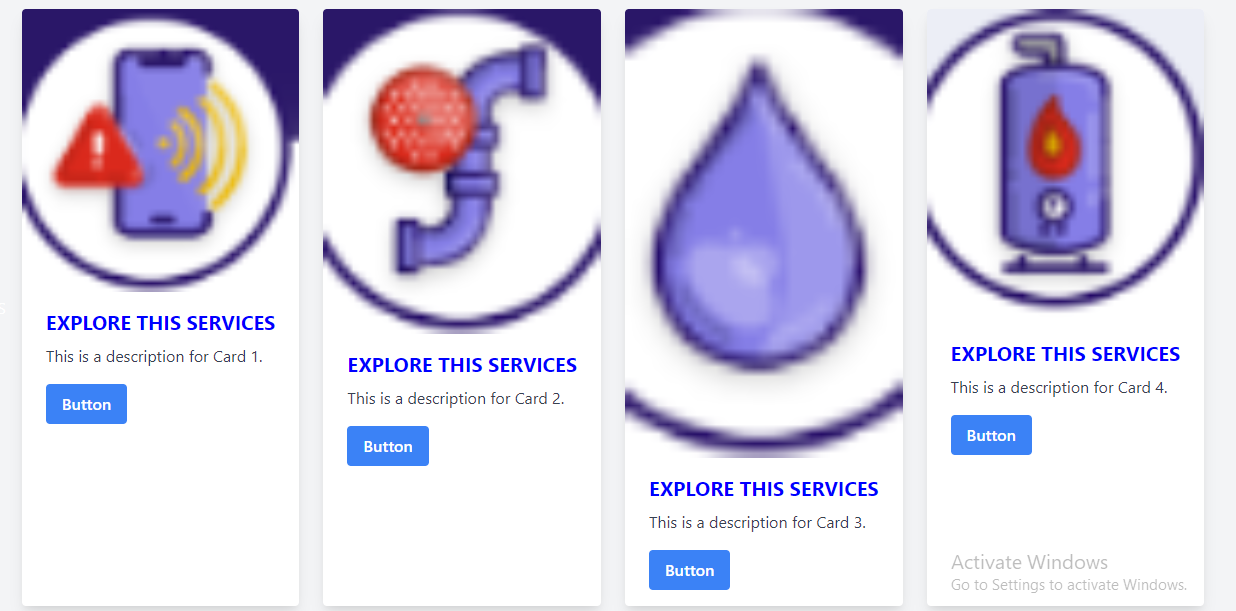 EXPLORE THIS SERVICES
This is a description for Card 1.
Button
EXPLORE THIS SERVICES
This is a description for Card 2.
Button
EXPLORE THIS SERVICES
This is a description for Card 3.
Button
EXPLORE THIS SERVICES
This is a description for Card 4.
Button
Activate Windows
Go to Settings to activate Windows.